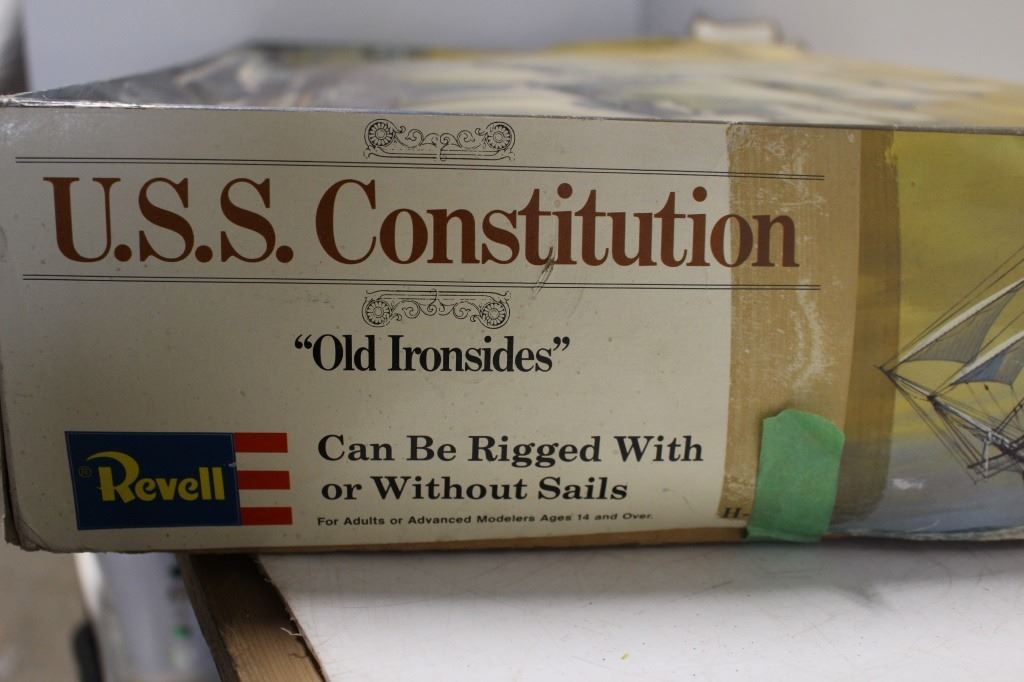 U.S.S. Constitution
“Old Ironsides”
® Revell
Can Be Rigged With
or Without Sails
For Adults or Advanced Modelers Ages 14 and Over.
H-